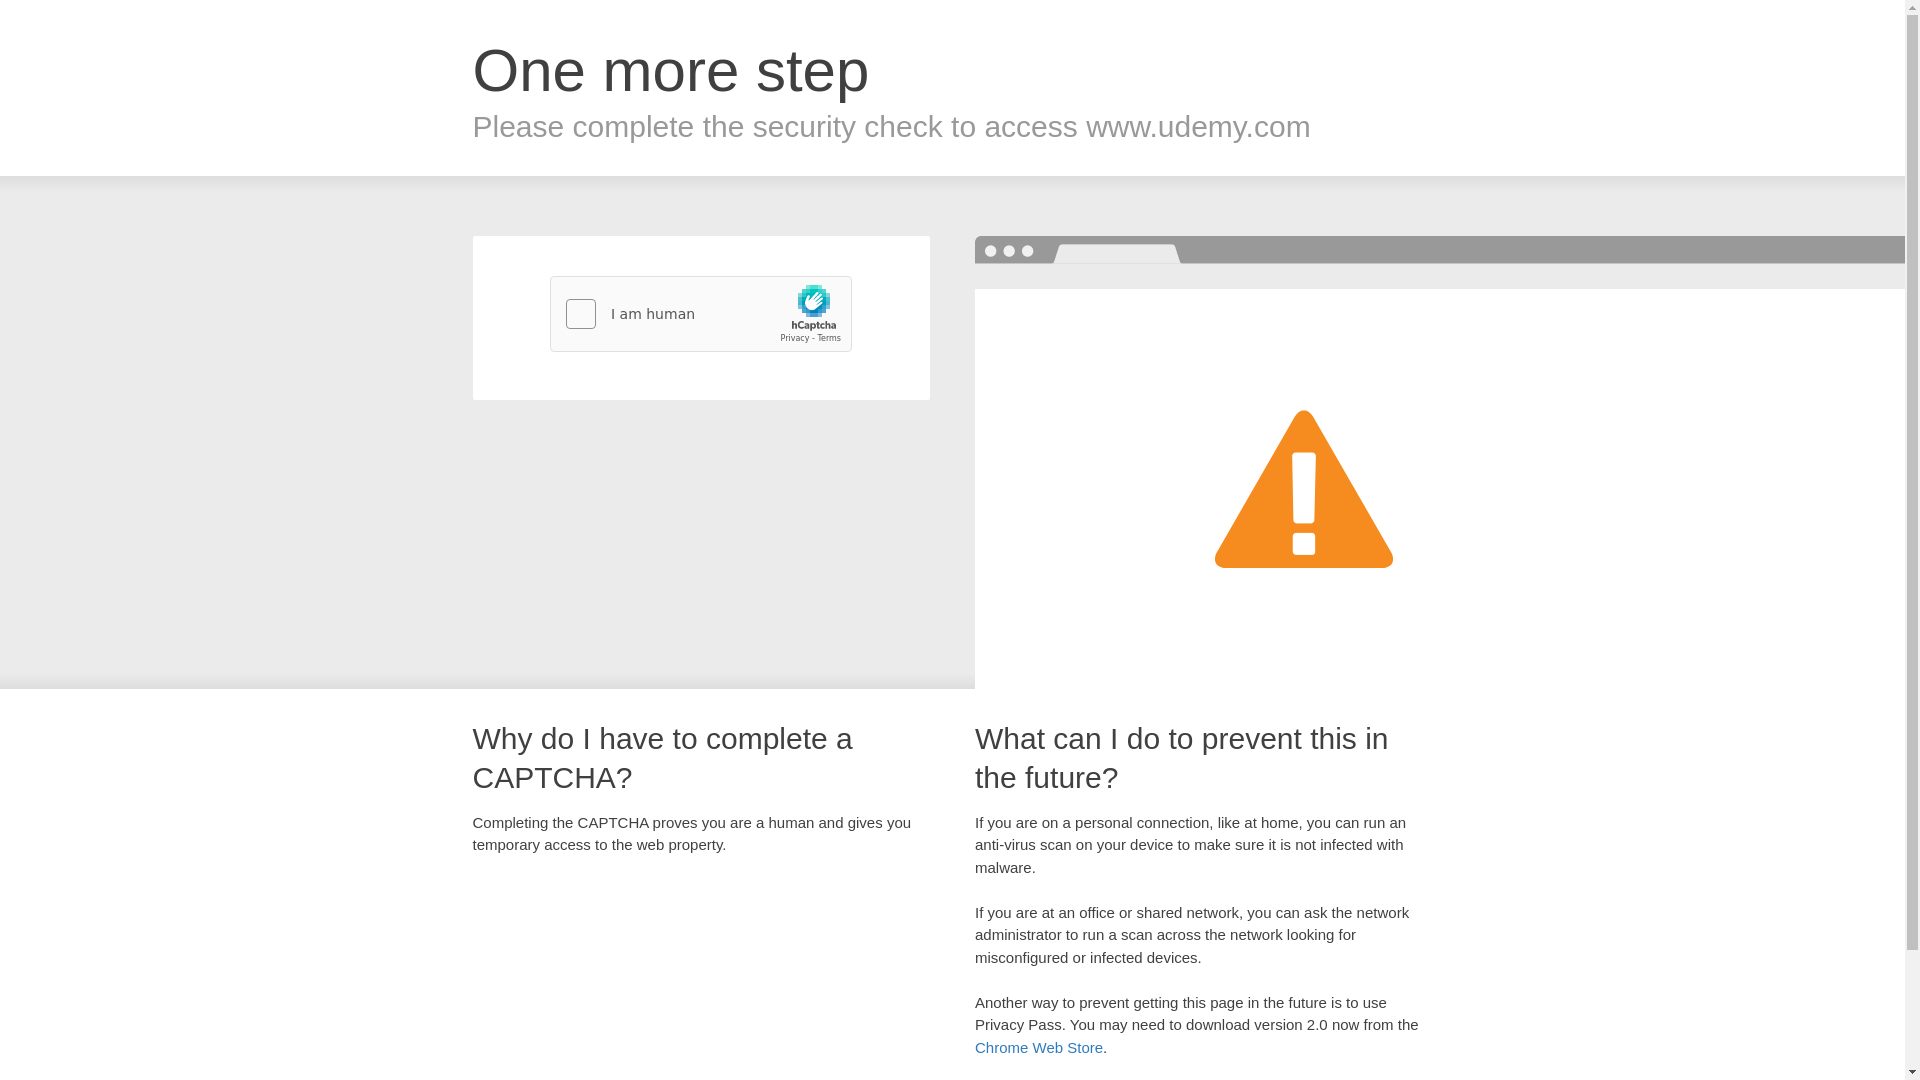 One more step
Please complete the security check to access www.udemy.com
I am human
hCaptcha
Privacy - Terms
Why do I have to complete a
CAPTCHA?
Completing the CAPTCHA proves you are a human and gives you
temporary access to the web property.
What can I do to prevent this in
the future?
If you are on a personal connection, like at home, you can run an
anti-virus scan on your device to make sure it is not infected with
malware.
If you are at an office or shared network, you can ask the network
administrator to run a scan across the network looking for
misconfigured or infected devices.
Another way to prevent getting this page in the future is to use
Privacy Pass. You may need to download version 2.0 now from the
Chrome Web Store.